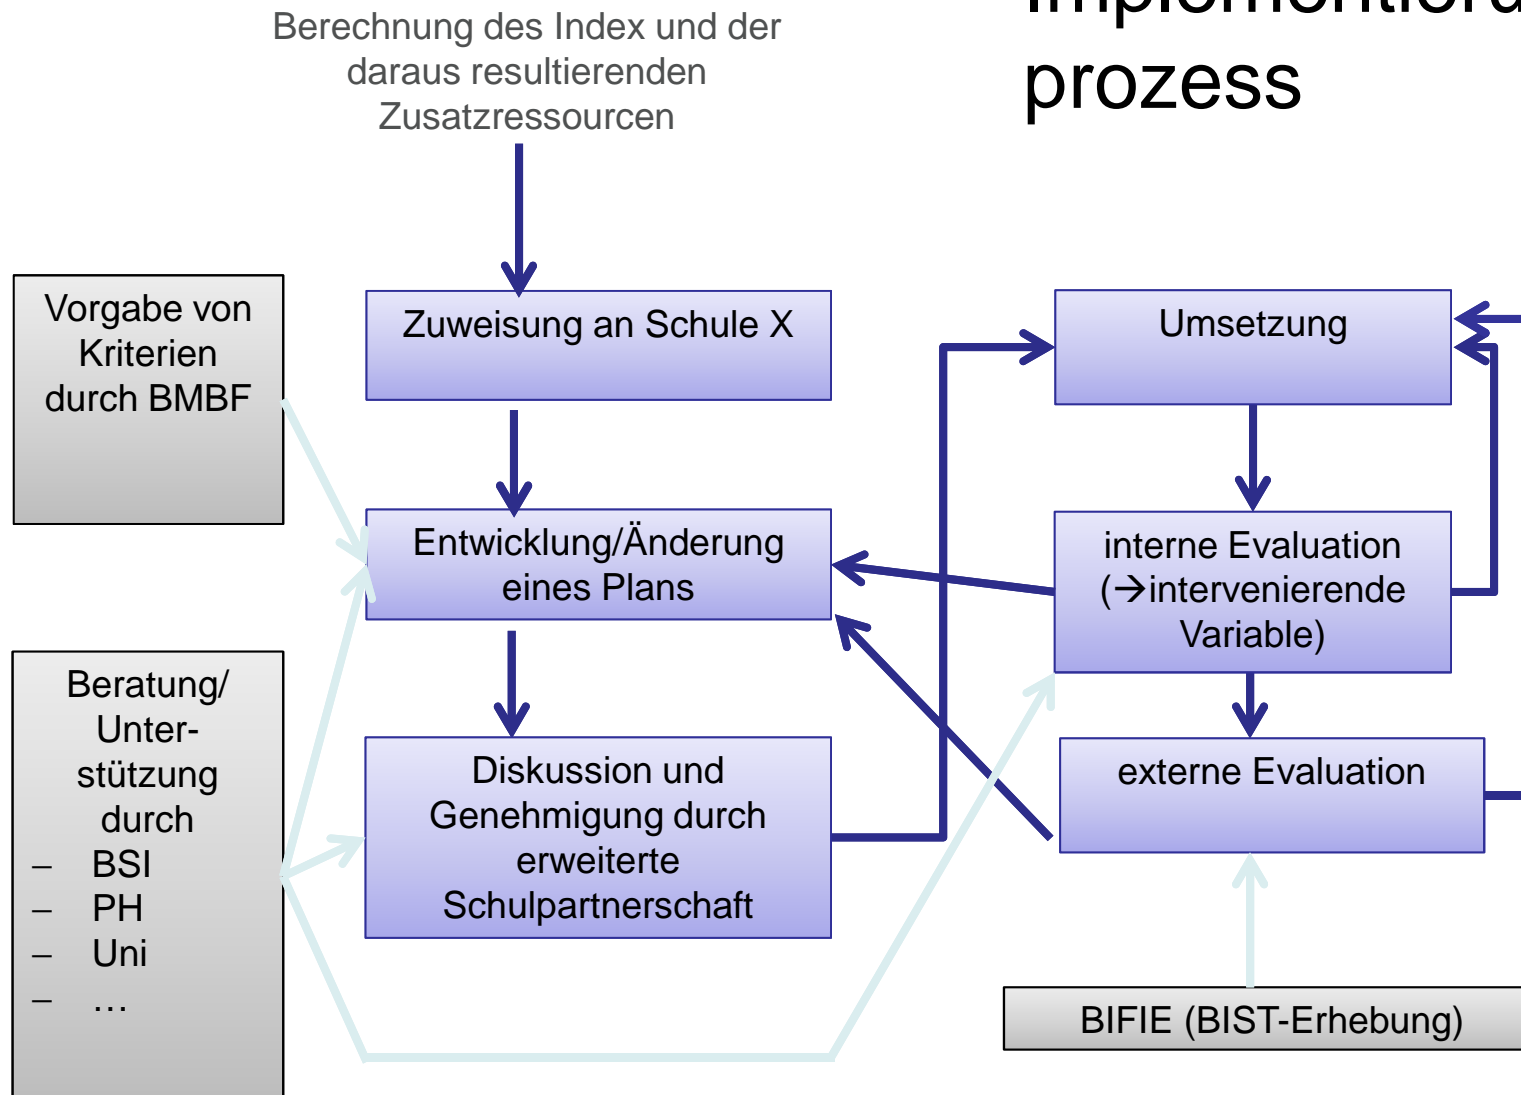 prozess
Berechnung des Index und der
daraus resultierenden
Zusatzressourcen
Vorgabe von
Kriterien
durch BMBF
Zuweisung an Schule X
Umsetzung
Entwicklung/Änderung
eines Plans
interne Evaluation
(→intervenierende
Variable)
Beratung/
Unter-
stützung
durch
– BSI
– PH
– Uni
– …
Diskussion und
Genehmigung durch
erweiterte
Schulpartnerschaft
externe Evaluation
BIFIE (BIST-Erhebung)